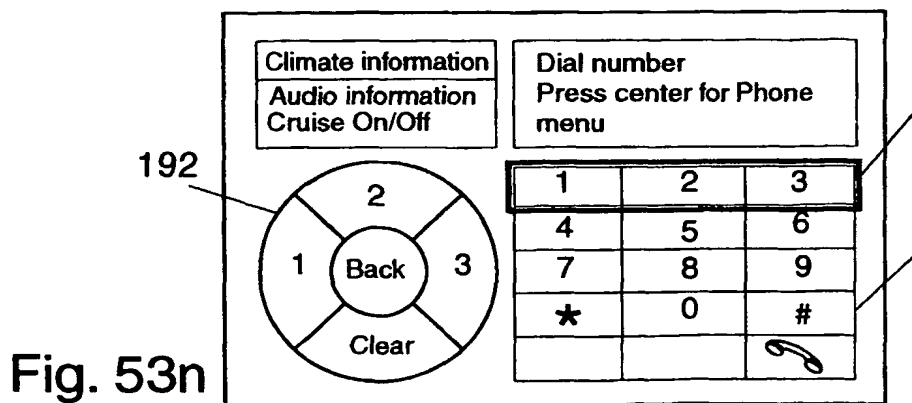 Climate information
Audio information
Cruise On/Off
Dial number
Press center for Phone
menu
192
2
1 Back 3
Clear
1 2 3
4 5 6
7 8 9
* 0 #
Fig. 53n